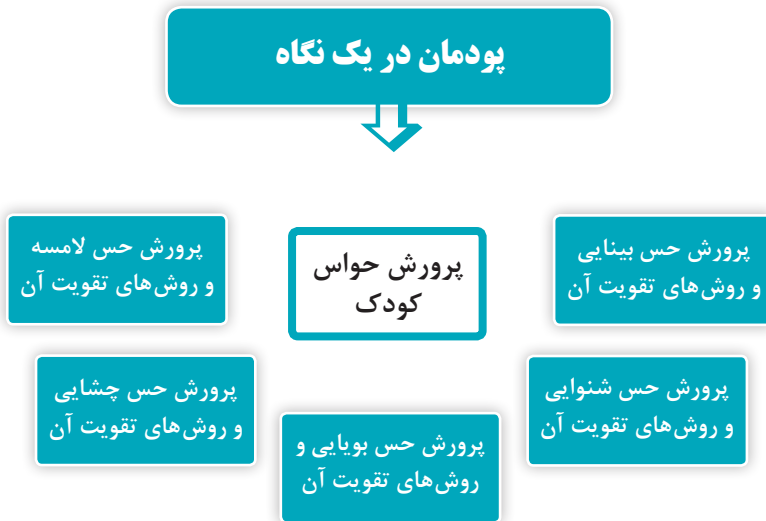 پودمان در یک نگاه
پرورش حواس
کودک
پرورش حس بینایی
و روش‌های تقویت آن
پرورش حس شنوایی
و روش‌های تقویت آن
پرورش حس بویایی و
روش‌های تقویت آن
پرورش حس چشایی
و روش‌های تقویت آن
پرورش حس لامسه
و روش‌های تقویت آن